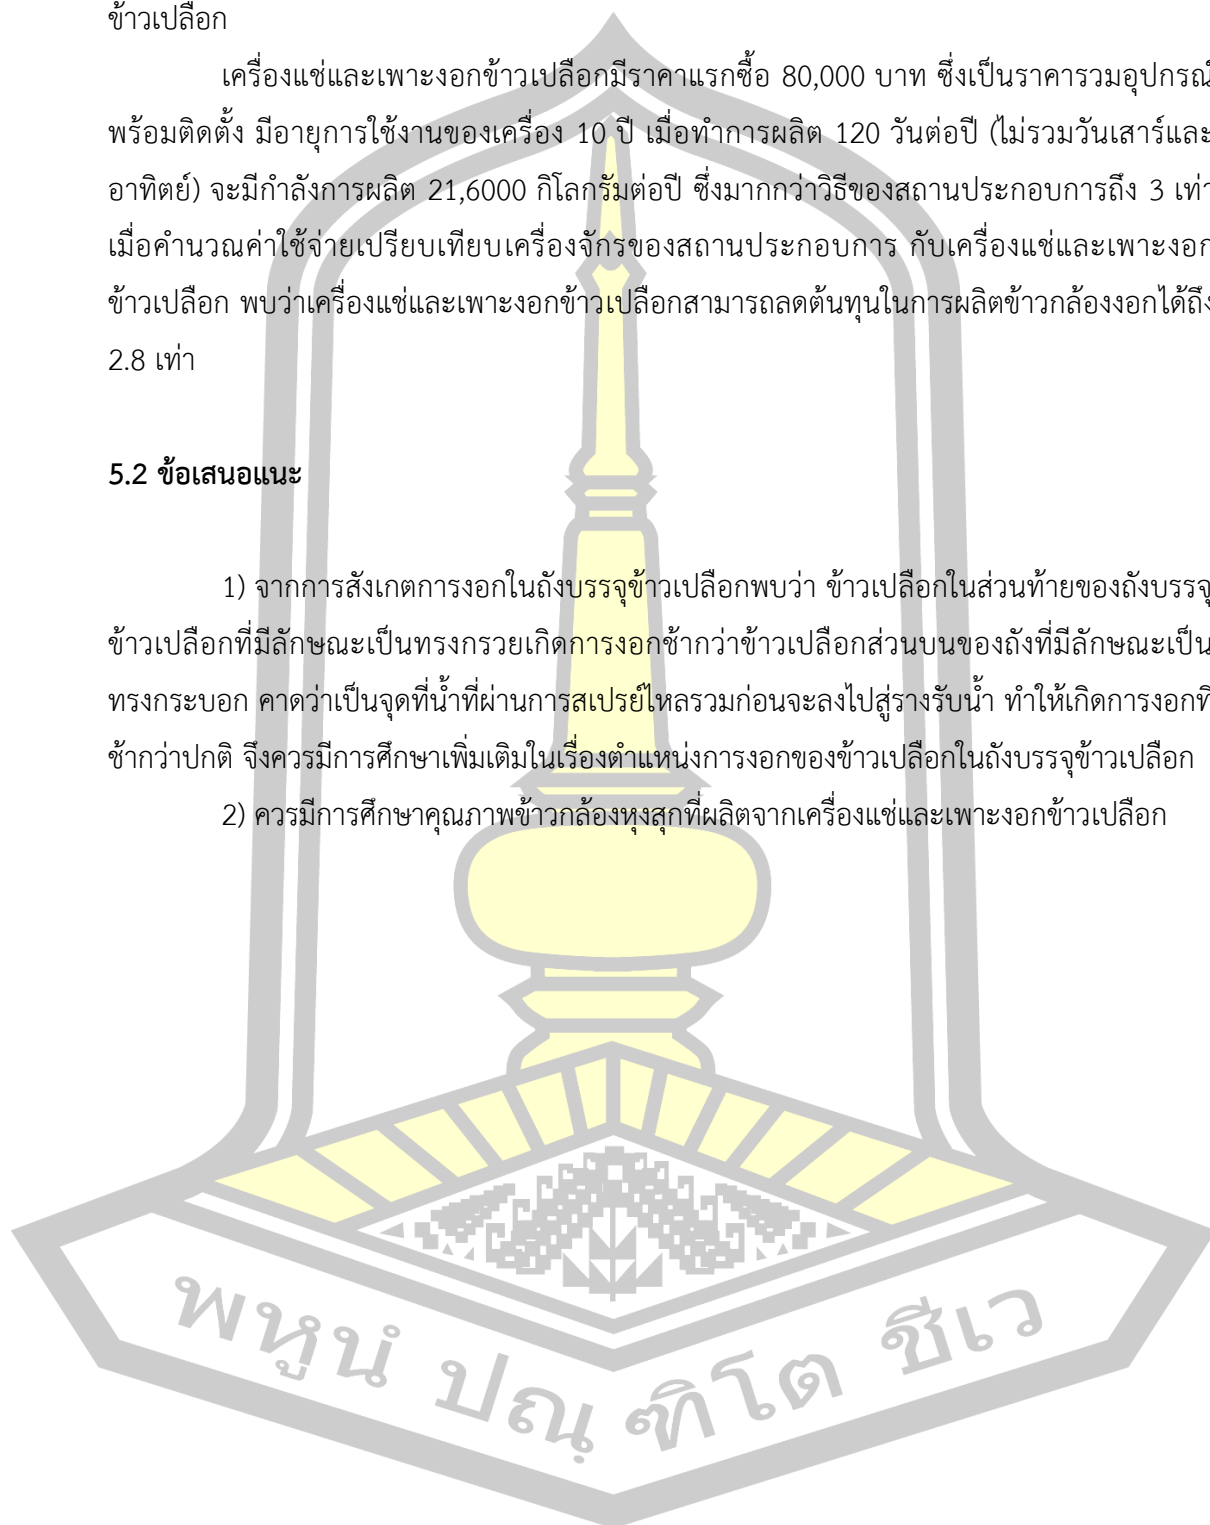 ข้าวเปลือก
เครื่องแช่และเพาะงอกข้าวเปลือกมีราคาแรกซื้อ 80,000 บาท ซึ่งเป็นราคารวมอุปกรณ์
พร้อมติดตั้ง มีอายุการใช้งานของเครื่อง 10 ปี เมื่อทำการผลิต 120 วันต่อปี (ไม่รวมวันเสาร์และ
อาทิตย์) จะมีกำลังการผลิต 21,6000 กิโลกรัมต่อปี ซึ่งมากกว่าวิธีของสถานประกอบการถึง 3 เท่า
เมื่อคำนวณค่าใช้จ่ายเปรียบเทียบเครื่องจักรของสถานประกอบการ กับเครื่องแช่และเพาะงอก
ข้าวเปลือก พบว่าเครื่องแช่และเพาะงอกข้าวเปลือกสามารถลดต้นทุนในการผลิตข้าวกล้องงอกได้ถึง
2.8 เท่า
5.2 ข้อเสนอแนะ
1) จากการสังเกตการงอกในถังบรรจุข้าวเปลือกพบว่า ข้าวเปลือกในส่วนท้ายของถังบรรจุ
ข้าวเปลือกที่มีลักษณะเป็นทรงกรวยเกิดการงอกช้ากว่าข้าวเปลือกส่วนบนของถังที่มีลักษณะเป็น
ทรงกระบอก คาดว่าเป็นจุดที่น้ำที่ผ่านการสเปรย์ไหลรวมก่อนจะลงไปสู่รางรับน้ำ ทำให้เกิดการงอกที่
ช้ากว่าปกติ จึงควรมีการศึกษาเพิ่มเติมในเรื่องตำแหน่งการงอกของข้าวเปลือกในถังบรรจุข้าวเปลือก
2) ควรมีการศึกษาคุณภาพข้าวกล้องหุงสุกที่ผลิตจากเครื่องแช่และเพาะงอกข้าวเปลือก
พหูนํ ปณฺฑิโต ชีเว